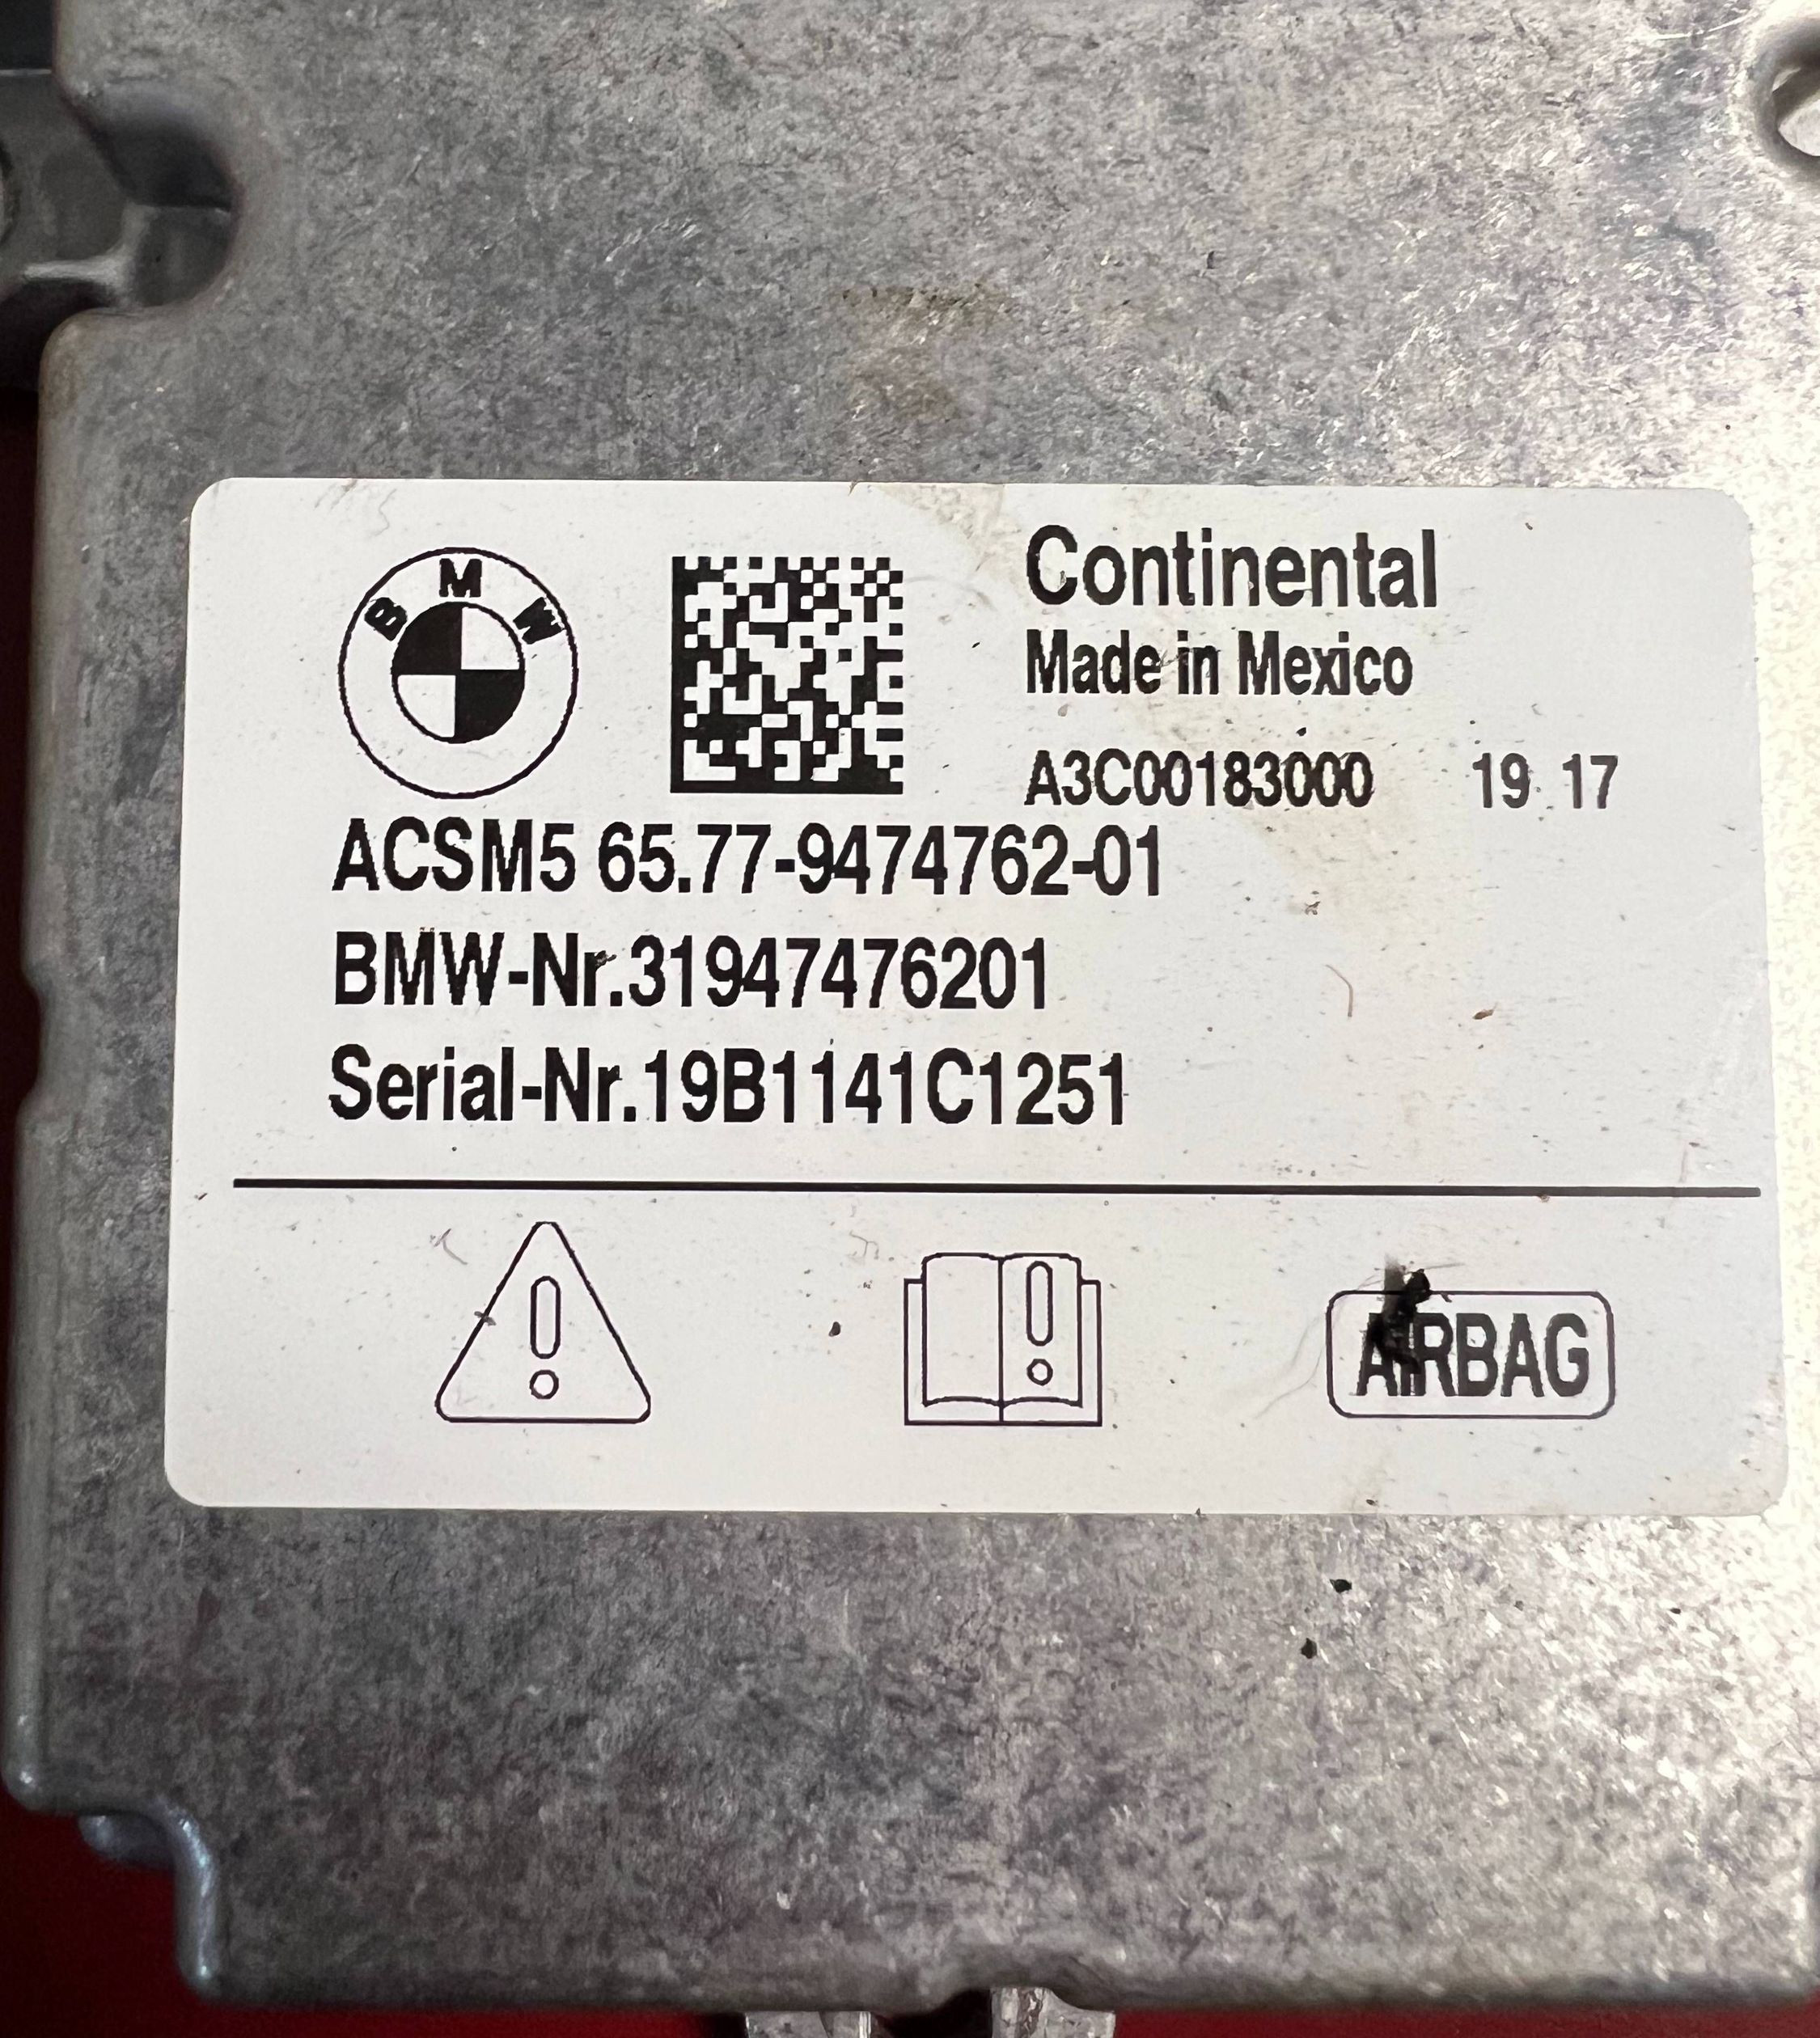 BMW
Continental
Made in Mexico
A3C00183000 19 17
ACSM5 65.77-9474762-01
BMW-Nr.31947476201
Serial-Nr.19B1141C1251
AIRBAG